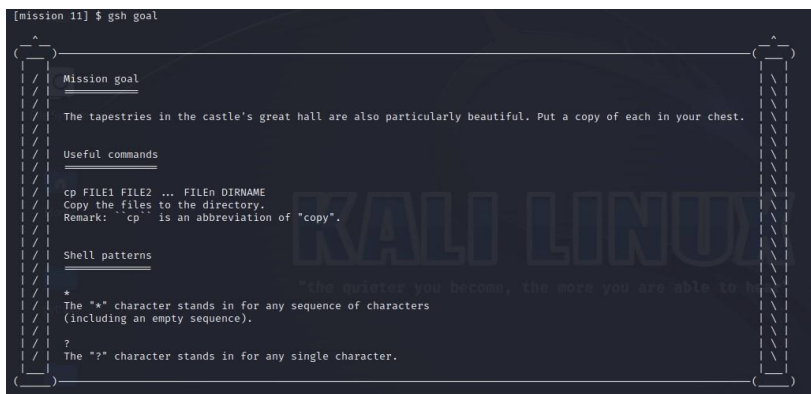 [mission 11] $ gsh goal
Mission goal
The tapestries in the castle's great hall are also particularly beautiful. Put a copy of each in your chest.
Useful commands
cp FILE1 FILE2 ... FILEn DIRNAME
Copy the files to the directory.
Remark: ``cp`` is an abbreviation of "copy".
KALI LINUX
Shell patterns
"the quieter you become, the more you are able to hear"
*
The "*" character stands in for any sequence of characters
(including an empty sequence).
?
The "?" character stands in for any single character.